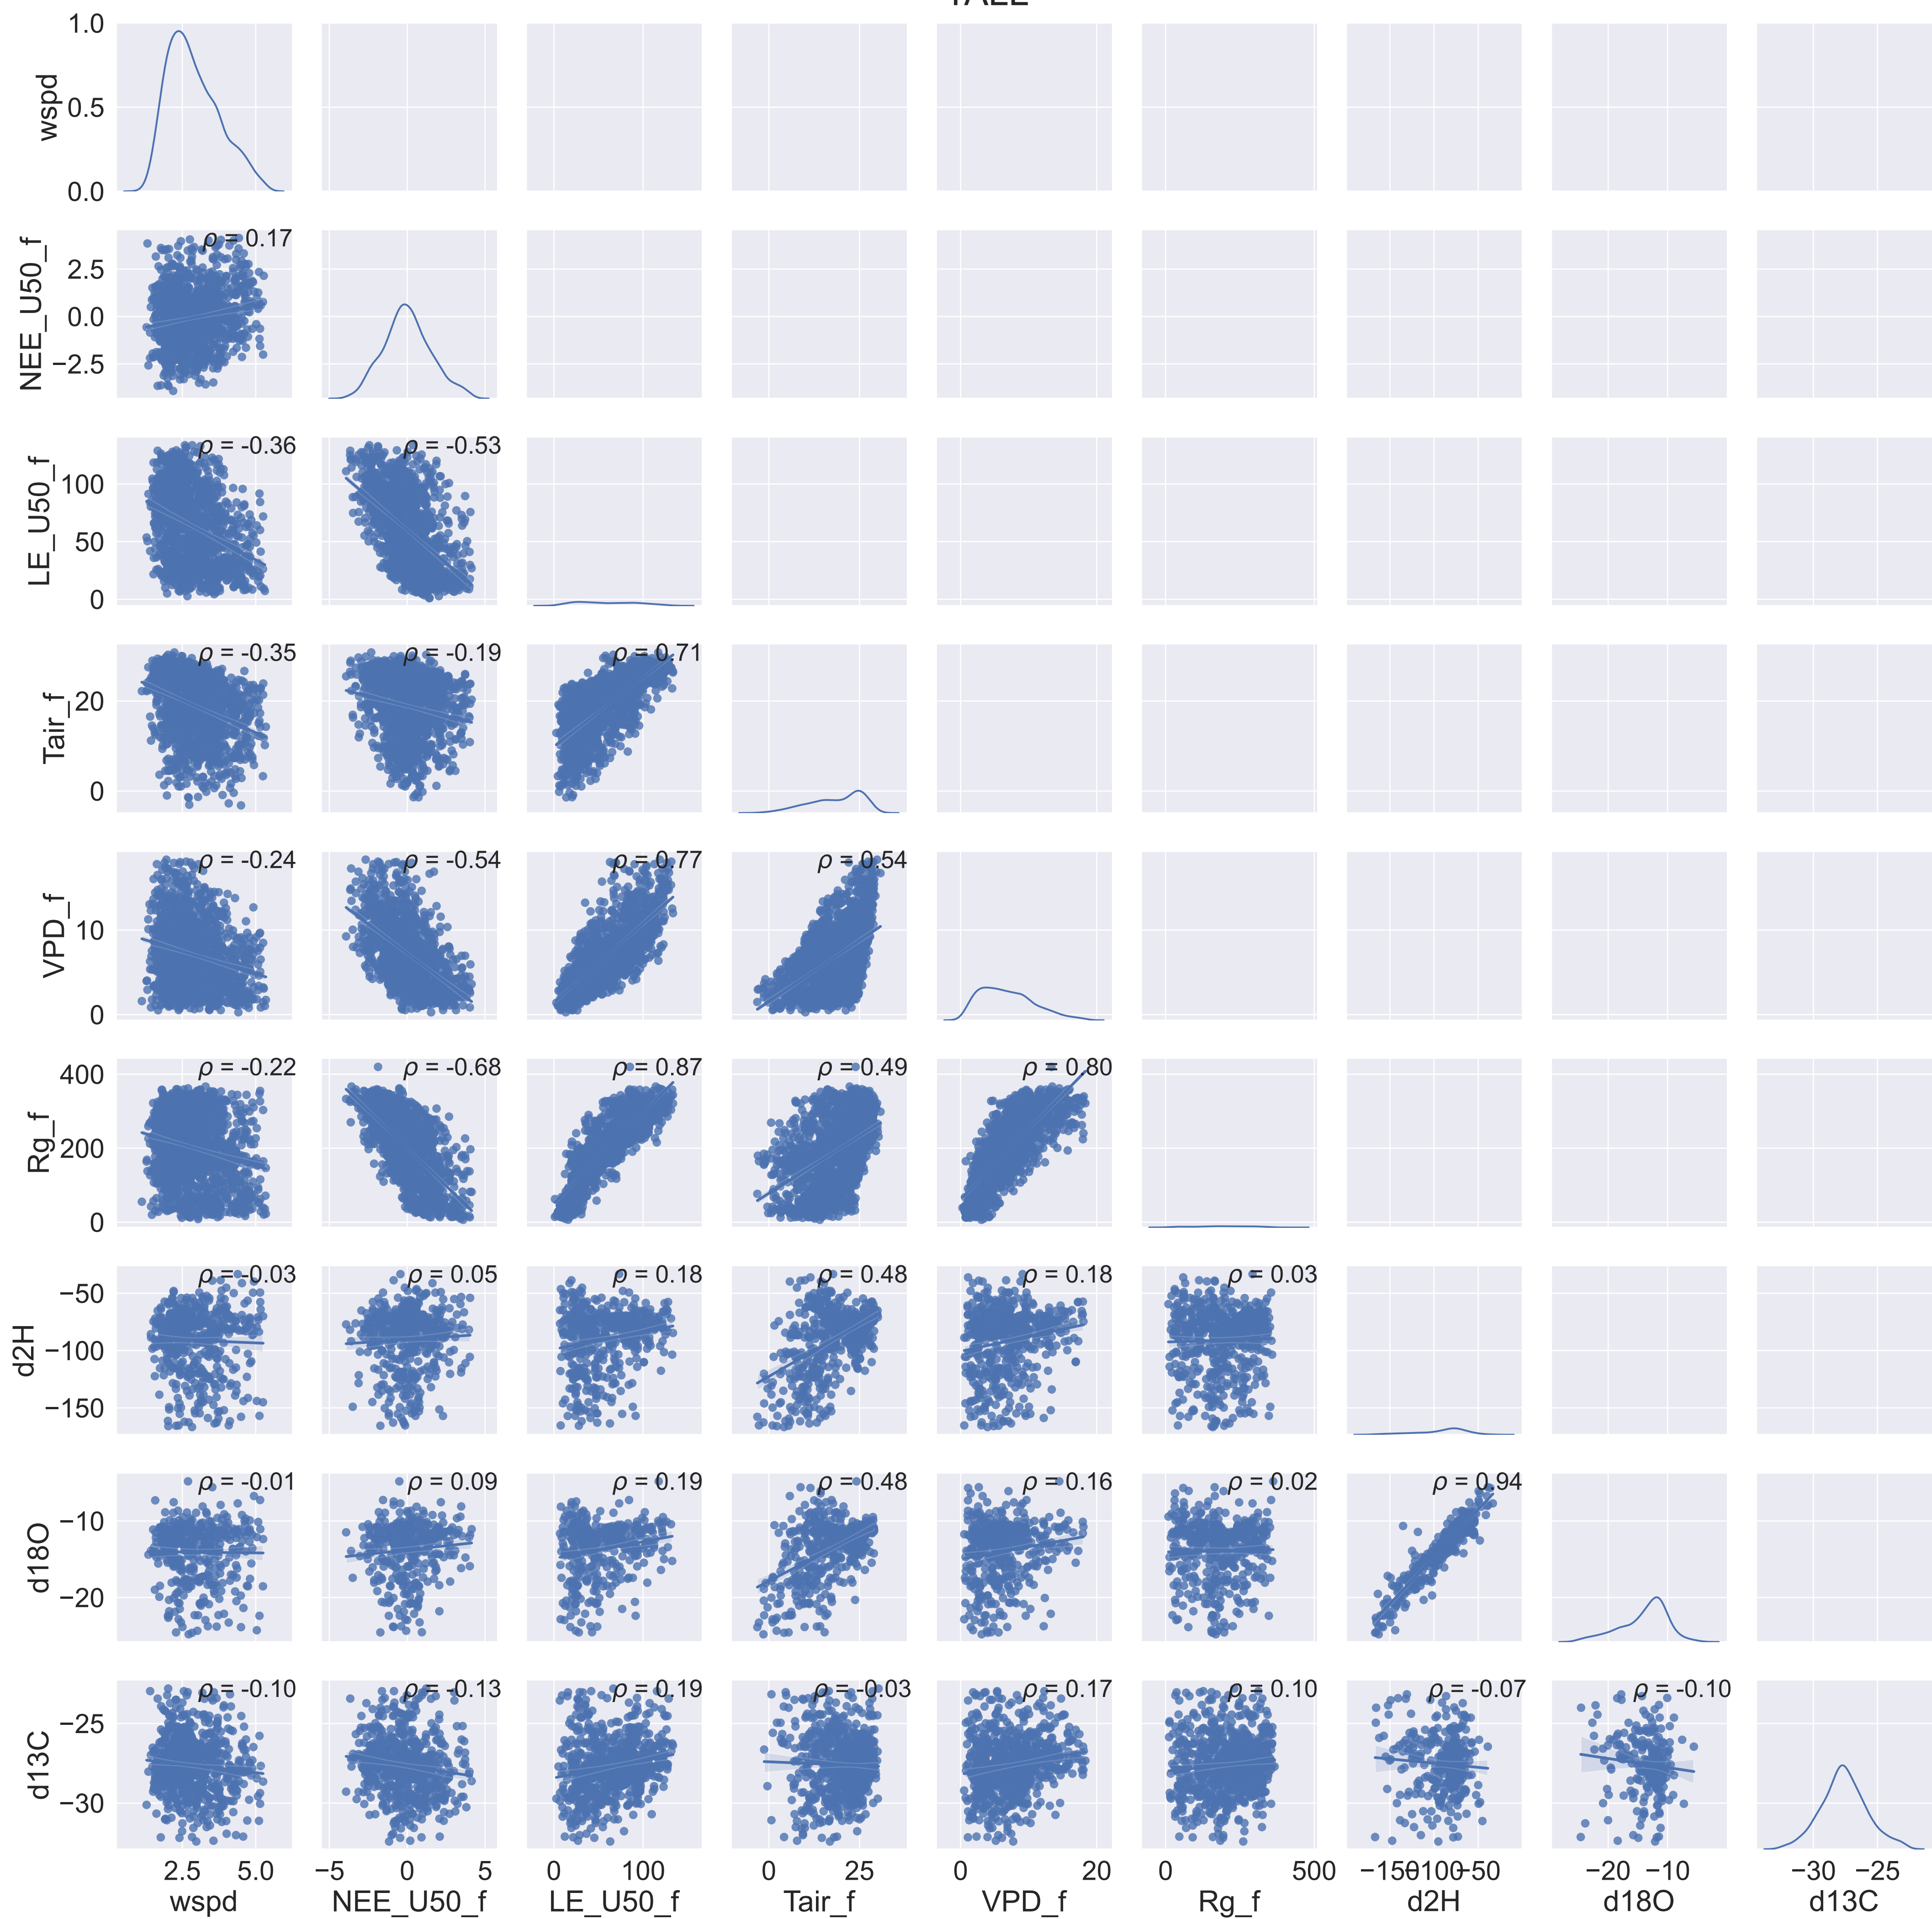 1.0
0.5
0.0
wspd
ρ = 0.17
2.5
0.0
−2.5
NEE_U50_f
ρ = -0.36 ρ = -0.53
100
50
0
LE_U50_f
ρ = -0.35 ρ = -0.19 ρ = 0.71
20
0
Tair_f
ρ = -0.24 ρ = -0.54 ρ = 0.77 ρ = 0.54
10
0
VPD_f
ρ = -0.22 ρ = -0.68 ρ = 0.87 ρ = 0.49 ρ = 0.80
400
200
0
Rg_f
ρ = -0.03 ρ = 0.05 ρ = 0.18 ρ = 0.48 ρ = 0.18 ρ = 0.03
−50
−100
−150
d2H
ρ = -0.01 ρ = 0.09 ρ = 0.19 ρ = 0.48 ρ = 0.16 ρ = 0.02 ρ = 0.94
−10
−20
d18O
ρ = -0.10 ρ = -0.13 ρ = 0.19 ρ = -0.03 ρ = 0.17 ρ = 0.10 ρ = -0.07 ρ = -0.10
−25
−30
d13C
2.5 5.0 −5 0 5 0 100 0 25 0 20 0 500 −150 −100 −50 −20 −10 −30 −25
wspd NEE_U50_f LE_U50_f Tair_f VPD_f Rg_f d2H d18O d13C